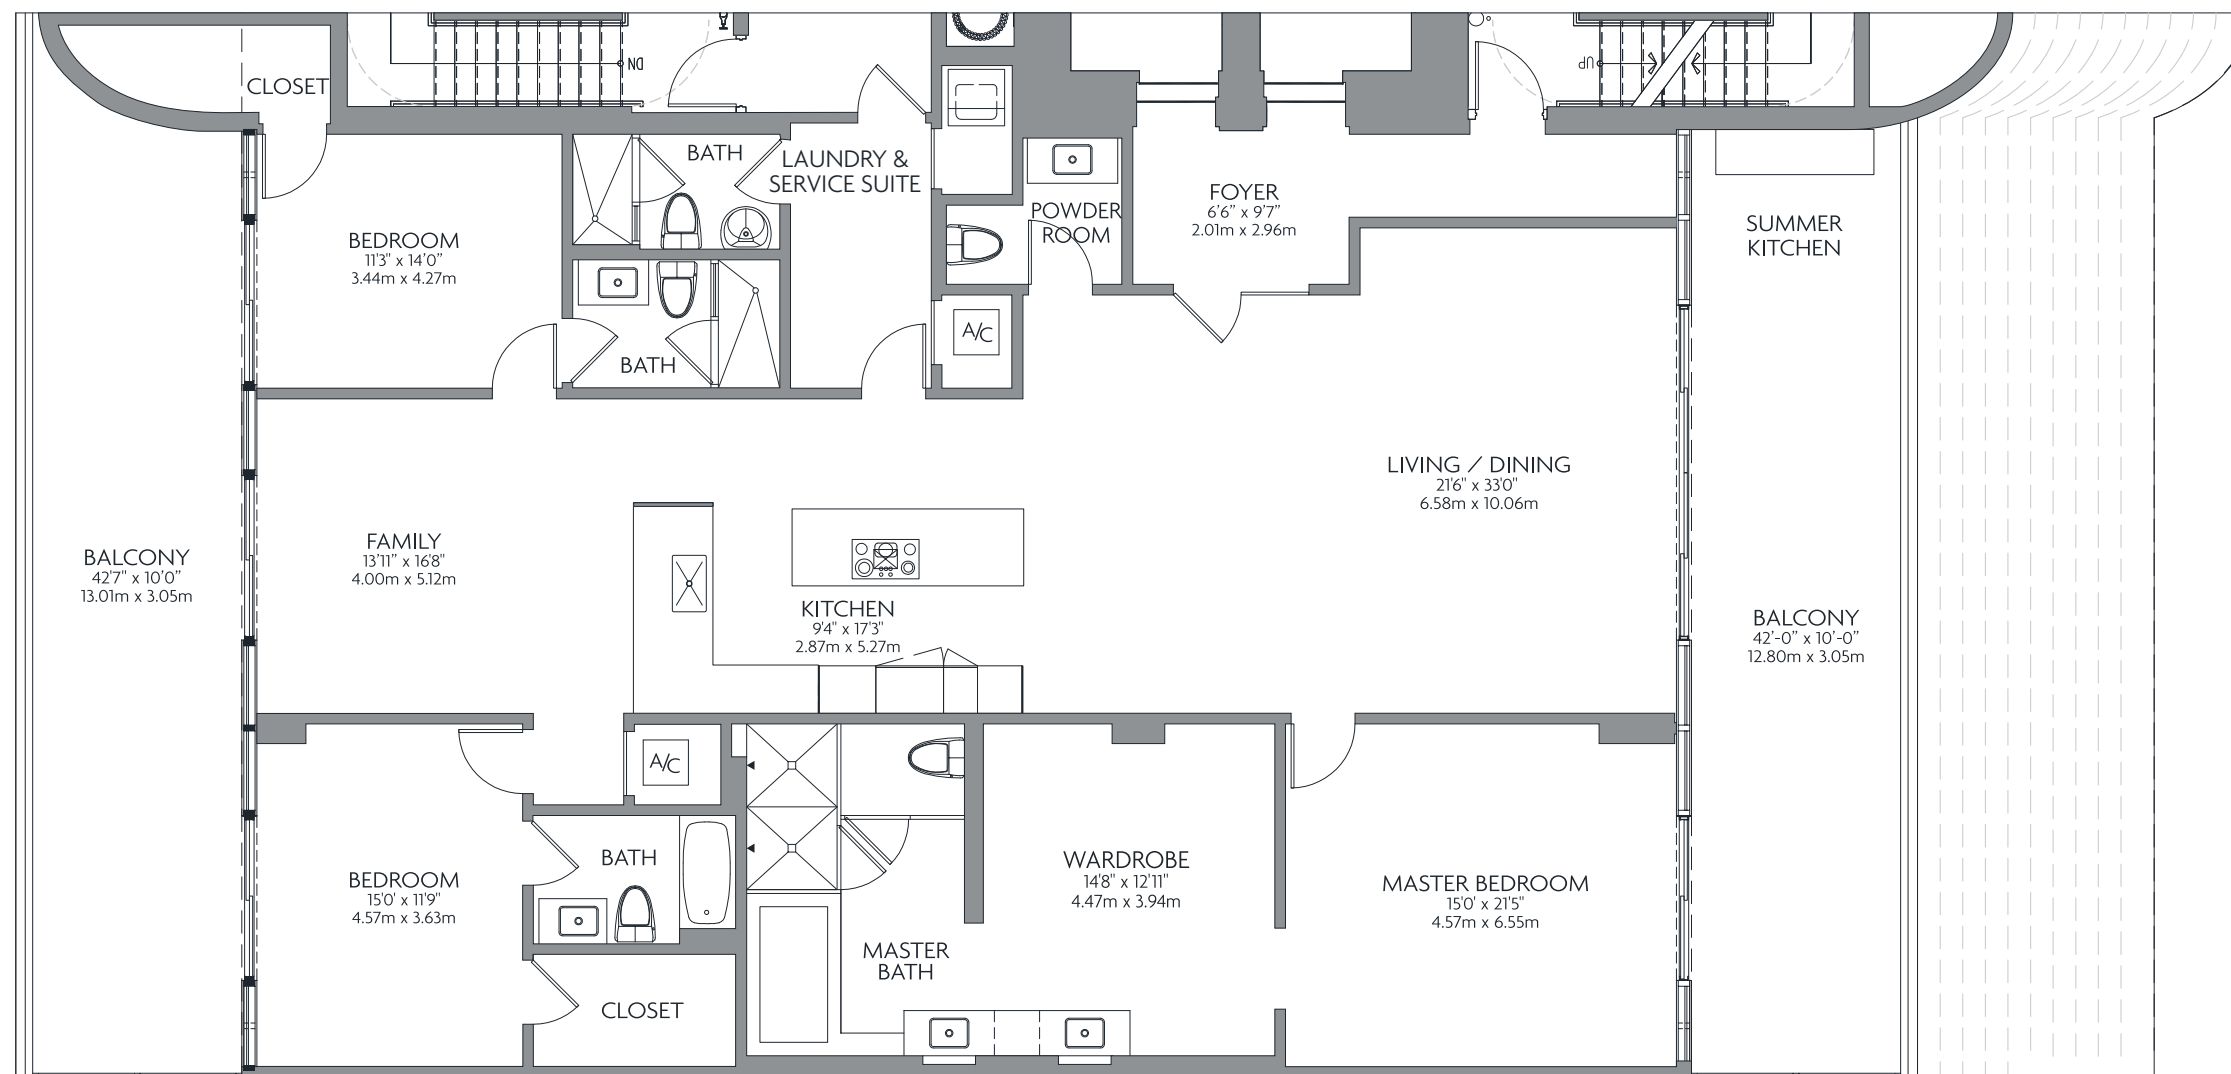 CLOSET
DN
UP
BATH
LAUNDRY &
SERVICE SUITE
FOYER
6'6" x 9'7"
2.01m x 2.96m
POWDER
ROOM
SUMMER
KITCHEN
BEDROOM
11'3" x 14'0"
3.44m x 4.27m
A/C
BATH
LIVING / DINING
21'6" x 33'0"
6.58m x 10.06m
FAMILY
13'11" x 16'8"
4.00m x 5.12m
BALCONY
42'7" x 10'0"
13.01m x 3.05m
KITCHEN
9'4" x 17'3"
2.87m x 5.27m
BALCONY
42'-0" x 10'-0"
12.80m x 3.05m
A/C
BATH
WARDROBE
14'8" x 12'11"
4.47m x 3.94m
BEDROOM
15'0' x 11'9"
4.57m x 3.63m
MASTER BEDROOM
15'0' x 21'5"
4.57m x 6.55m
MASTER
BATH
CLOSET